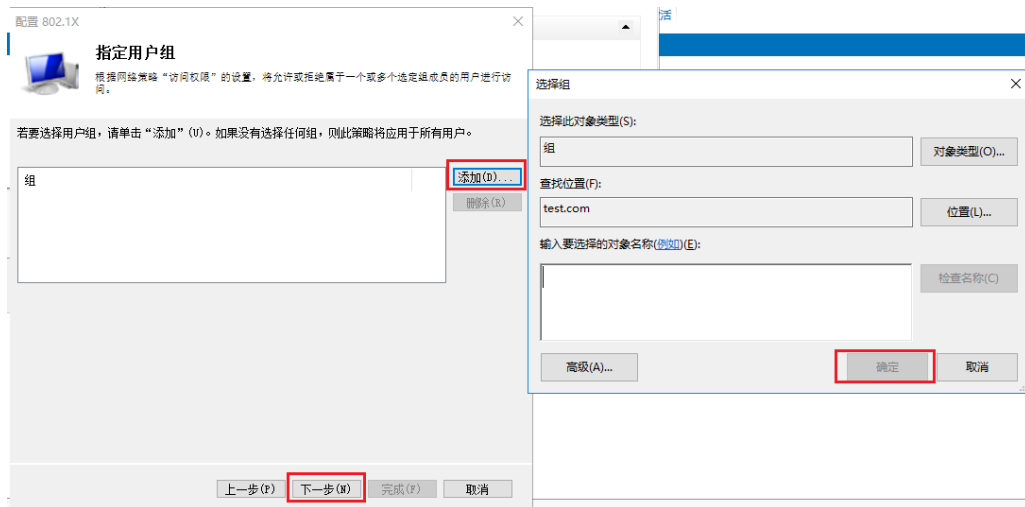 配置 802.1X
指定用户组
根据网络策略“访问权限”的设置，将允许或拒绝属于一个或多个选定组成员的用户进行访
问。
若要选择用户组，请单击“添加”(U)。如果没有选择任何组，则此策略将应用于所有用户。
组
添加(D)...
删除(R)
上一步(P)
下一步(N)
完成(F)
取消
活
选择组
选择此对象类型(S):
组
对象类型(O)...
查找位置(F):
test.com
位置(L)...
输入要选择的对象名称(例如)(E):
检查名称(C)
高级(A)...
确定
取消